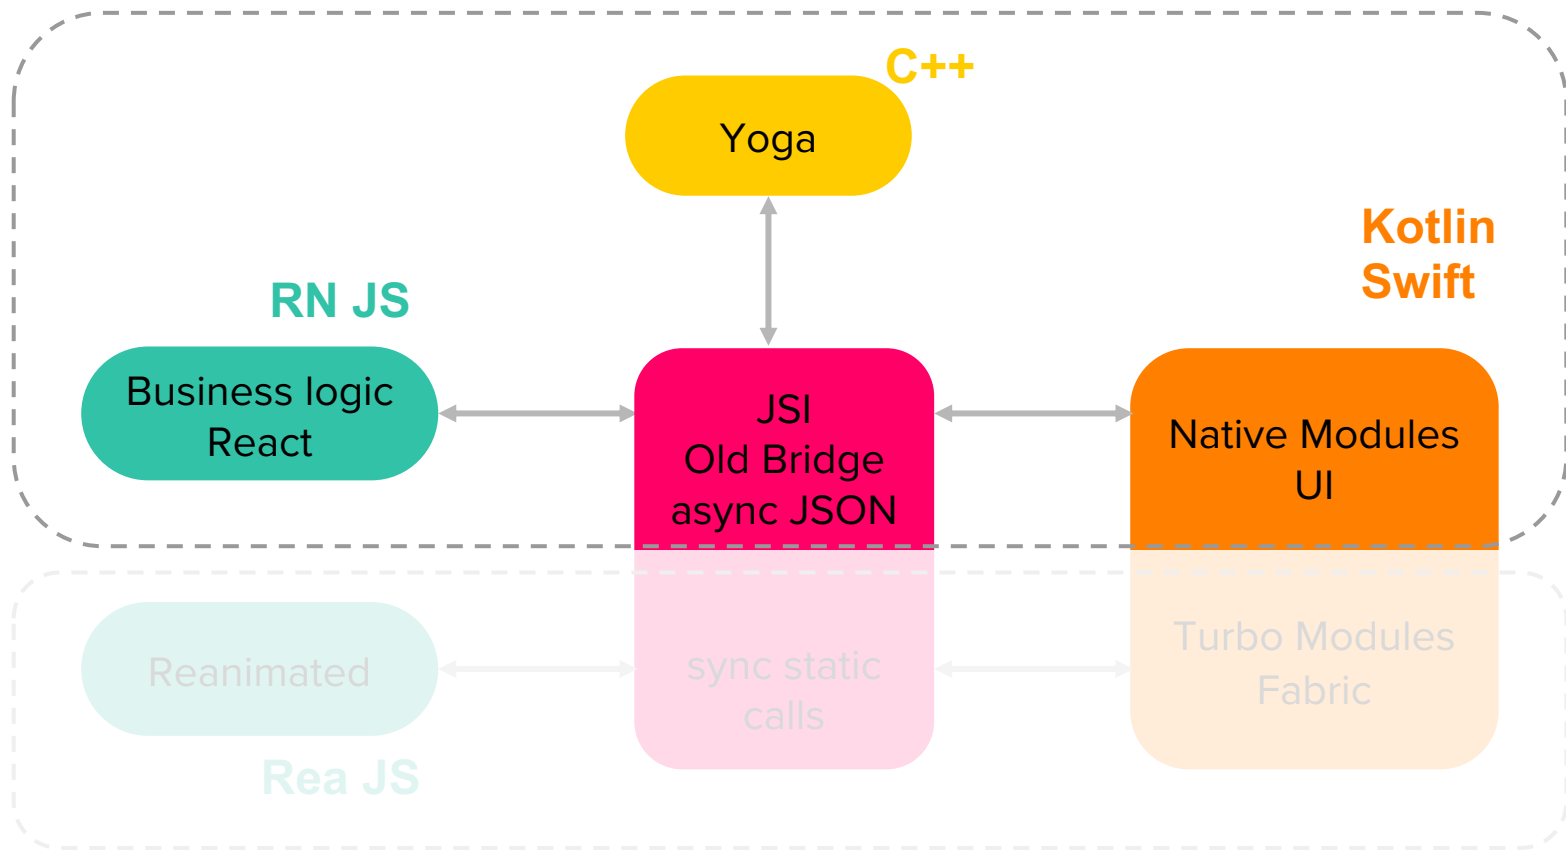 C++
Yoga
Kotlin
Swift
RN JS
Business logic
React
JSI
Old Bridge
async JSON
Native Modules
UI
Reanimated
sync static
calls
Turbo Modules
Fabric
Rea JS